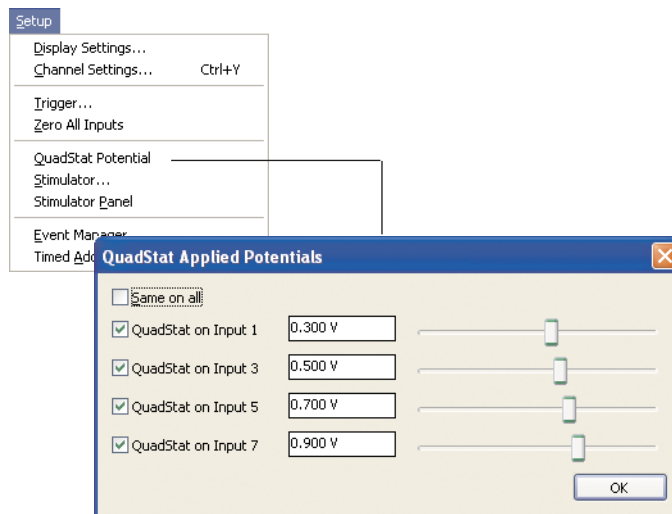 Setup
Display Settings...
Channel Settings... Ctrl+Y
Trigger...
Zero All Inputs
QuadStat Potential
Stimulator...
Stimulator Panel
Event Manager
Timed Add
QuadStat Applied Potentials
Same on all
QuadStat on Input 1 0.300 V
QuadStat on Input 3 0.500 V
QuadStat on Input 5 0.700 V
QuadStat on Input 7 0.900 V
OK